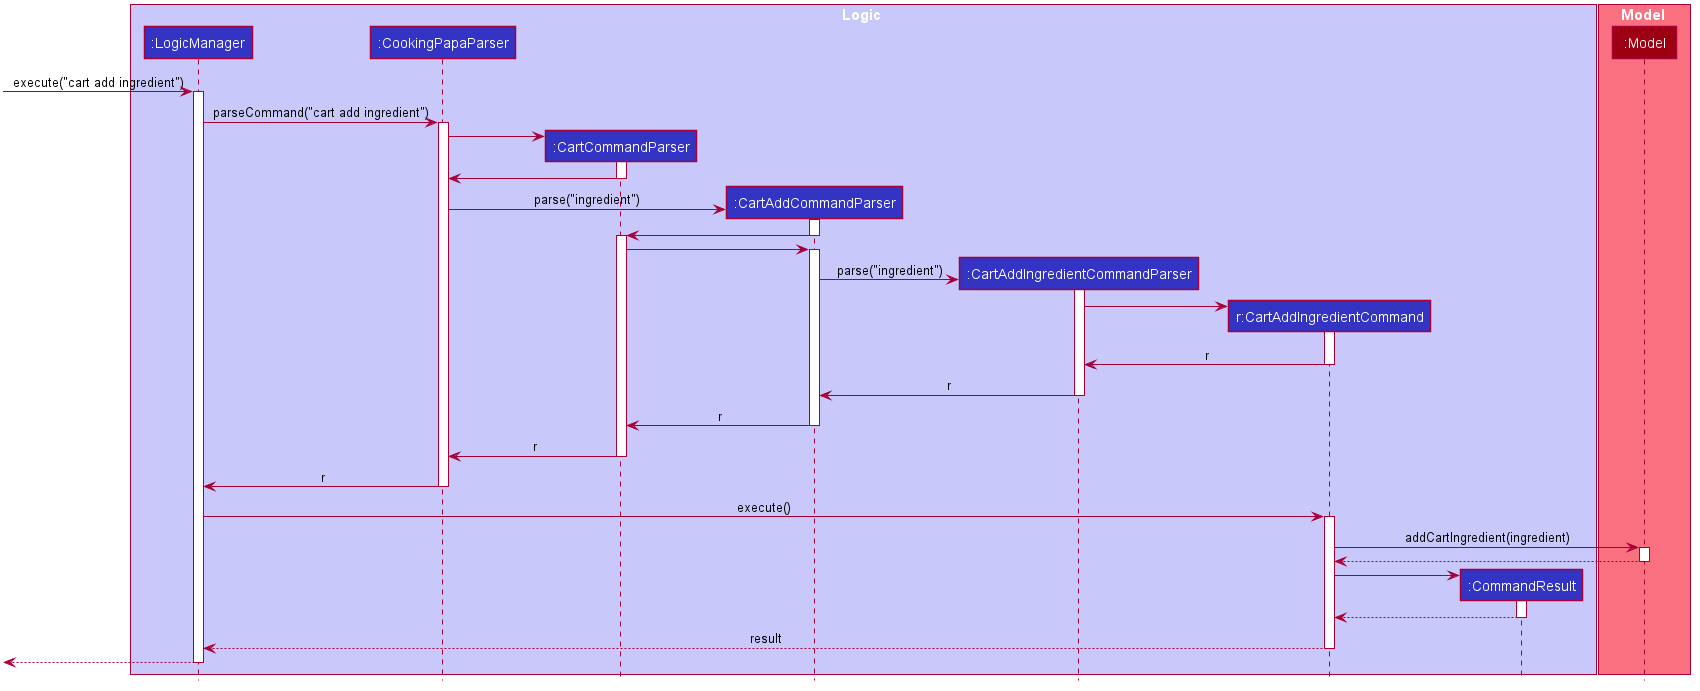 Logic
Model
:LogicManager
:CookingPapaParser
:Model
execute("cart add ingredient")
parseCommand("cart add ingredient")
:CartCommandParser
parse("ingredient")
:CartAddCommandParser
parse("ingredient")
:CartAddIngredientCommandParser
r:CartAddIngredientCommand
r
r
r
r
r
execute()
addCartIngredient(ingredient)
:CommandResult
result